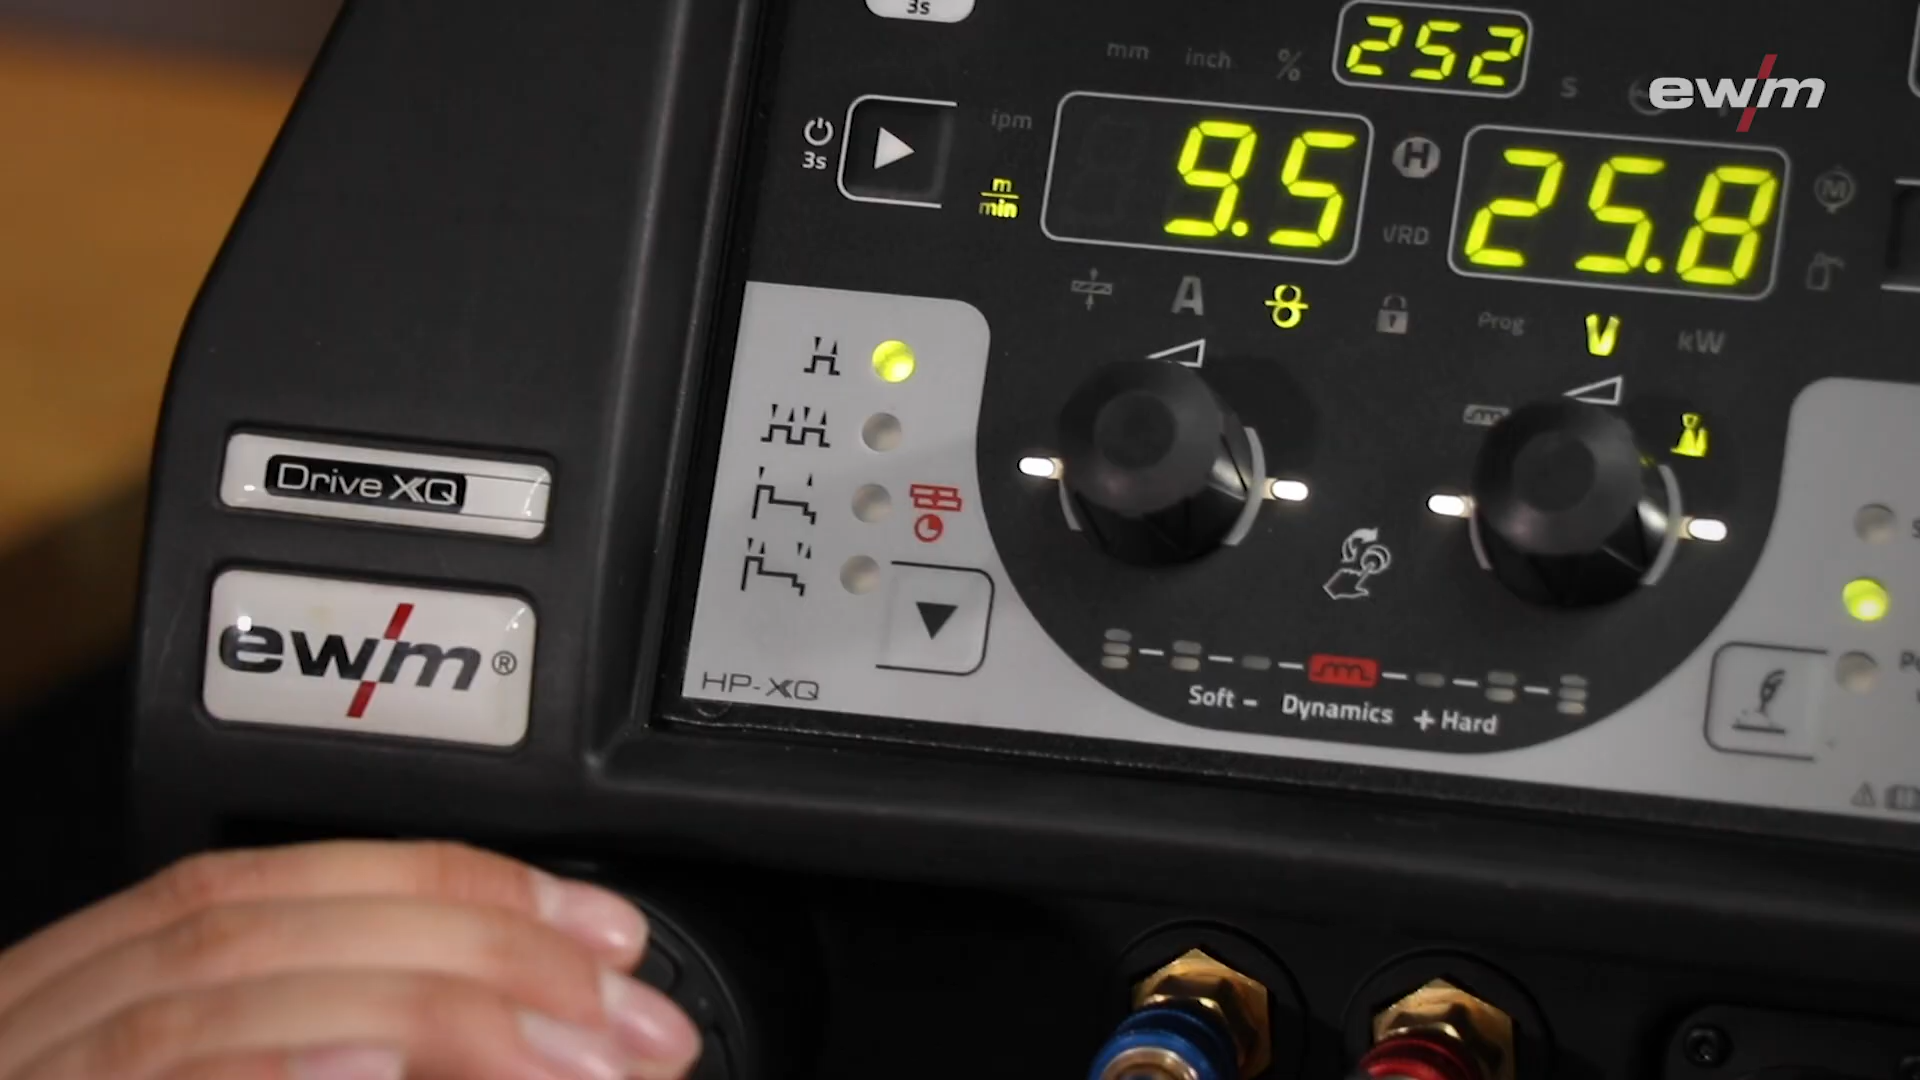 3s
mm inch % 252 s
ewm
ipm
3s
m
min
9.5
H
VRD
25.8
M
A
Prog V kW
Drive XQ
ewm®
HP-XQ
Soft - Dynamics + Hard